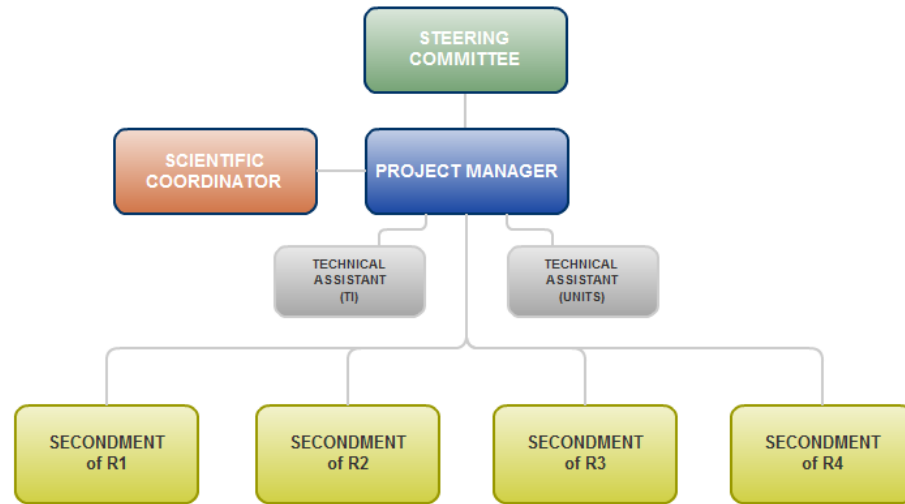 STEERING
COMMITTEE
SCIENTIFIC
COORDINATOR
PROJECT MANAGER
TECHNICAL
ASSISTANT
(TI)
TECHNICAL
ASSISTANT
(UNITS)
SECONDMENT
of R1
SECONDMENT
of R2
SECONDMENT
of R3
SECONDMENT
of R4